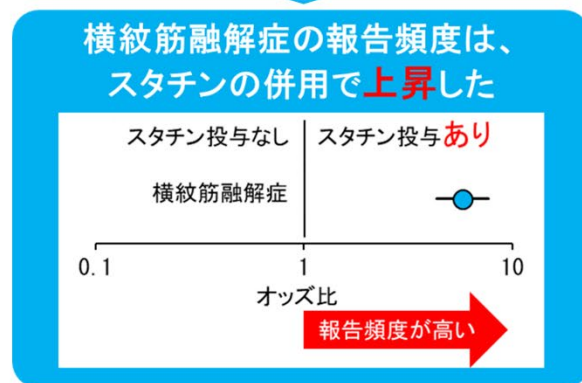 横紋筋融解症の報告頻度は、
スタチンの併用で上昇した
スタチン投与なし
スタチン投与あり
横紋筋融解症
0.1
1
10
オッズ比
報告頻度が高い